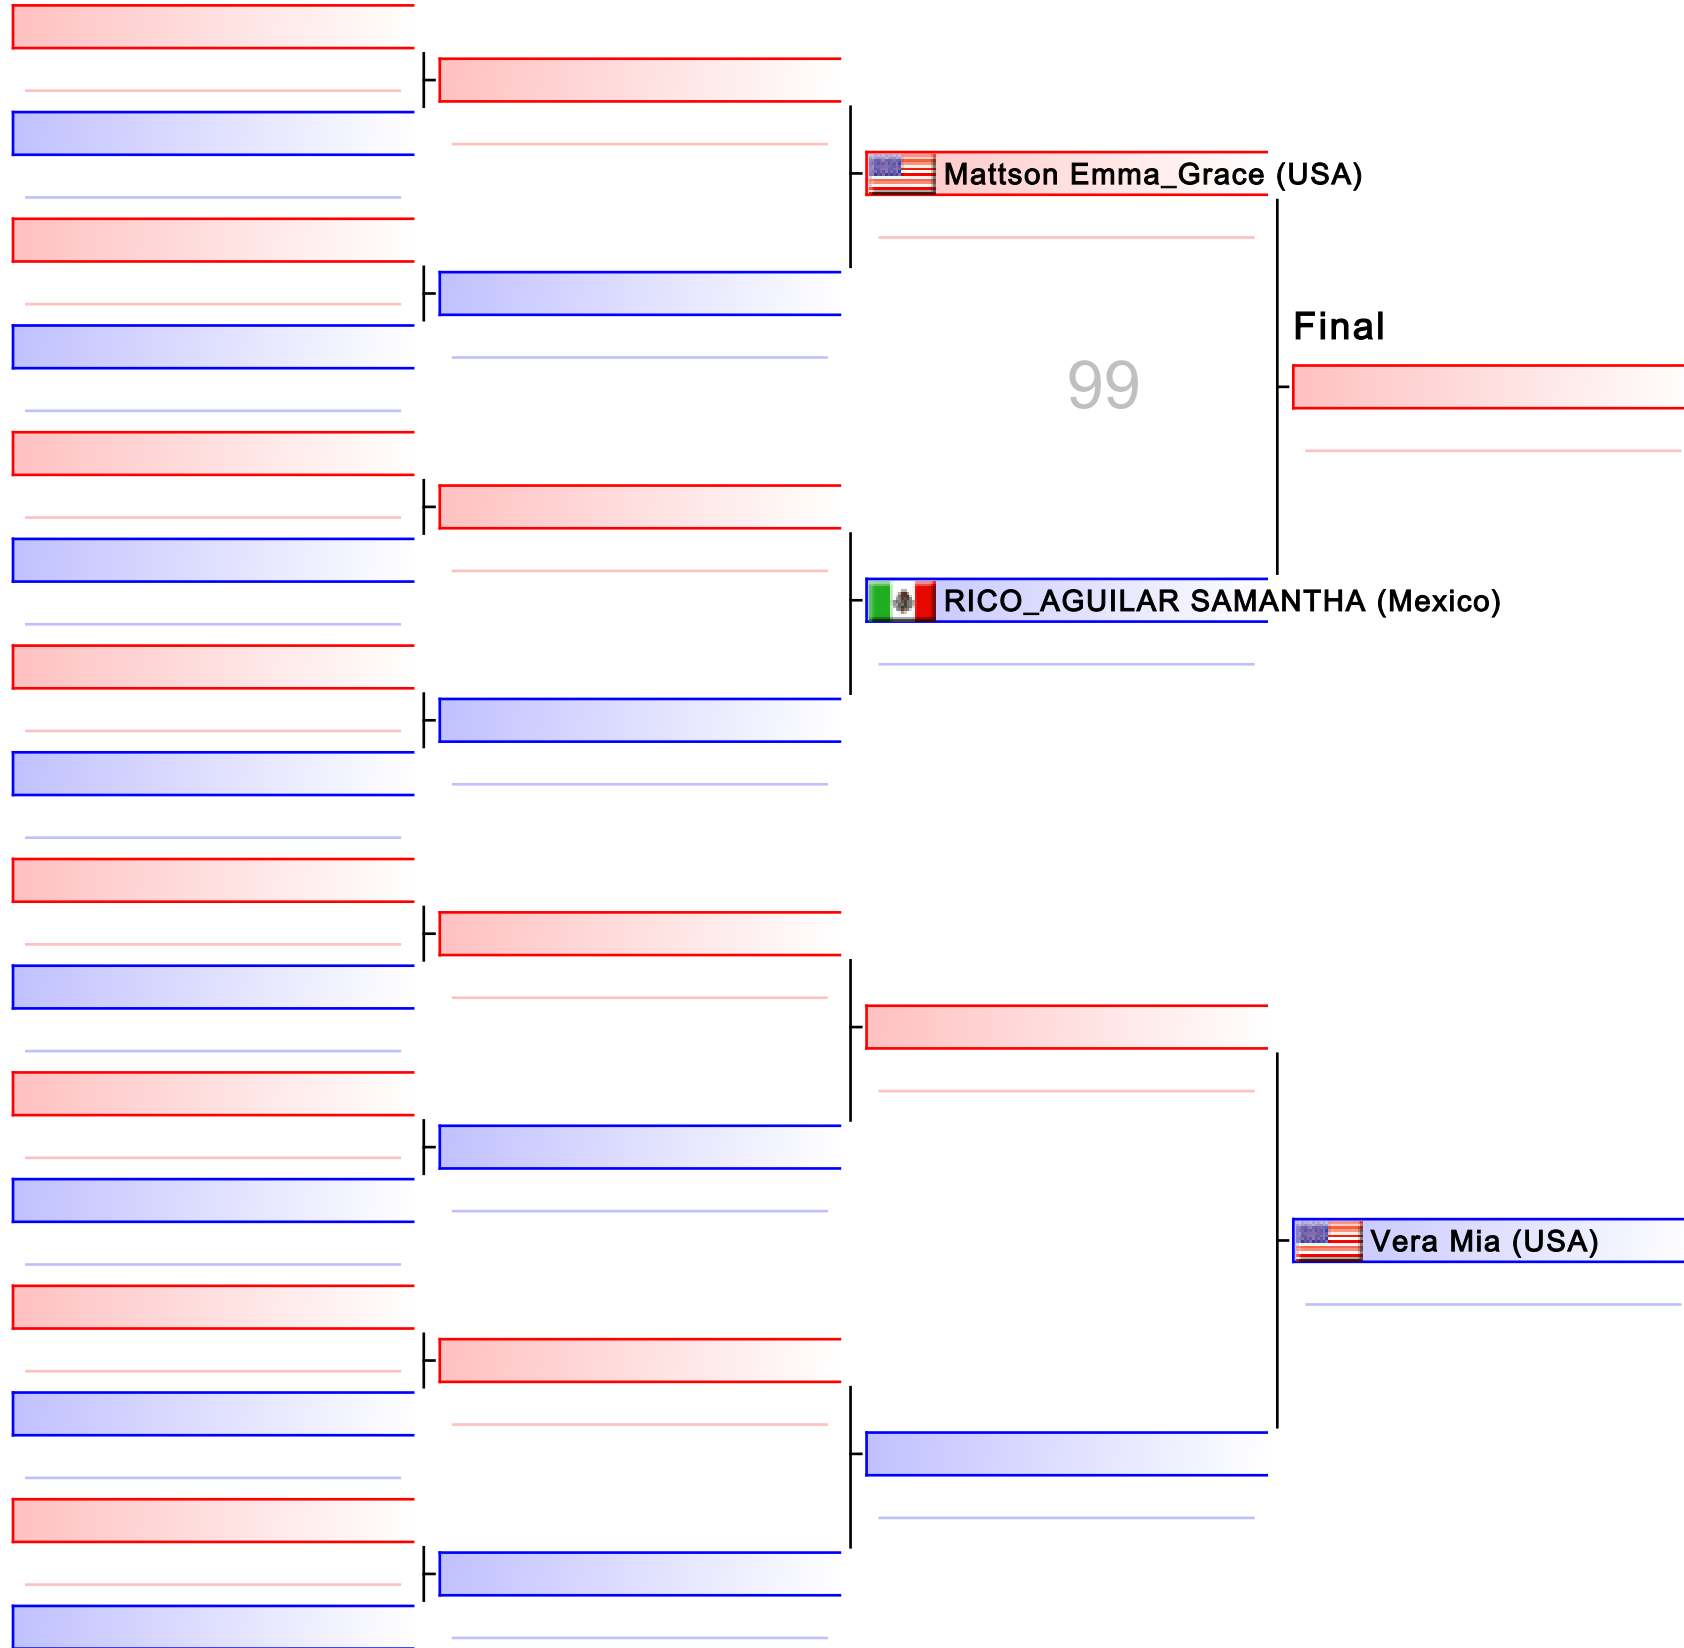 Mattson Emma_Grace (USA)
Final
99
RICO_AGUILAR SAMANTHA (Mexico)
Vera Mia (USA)